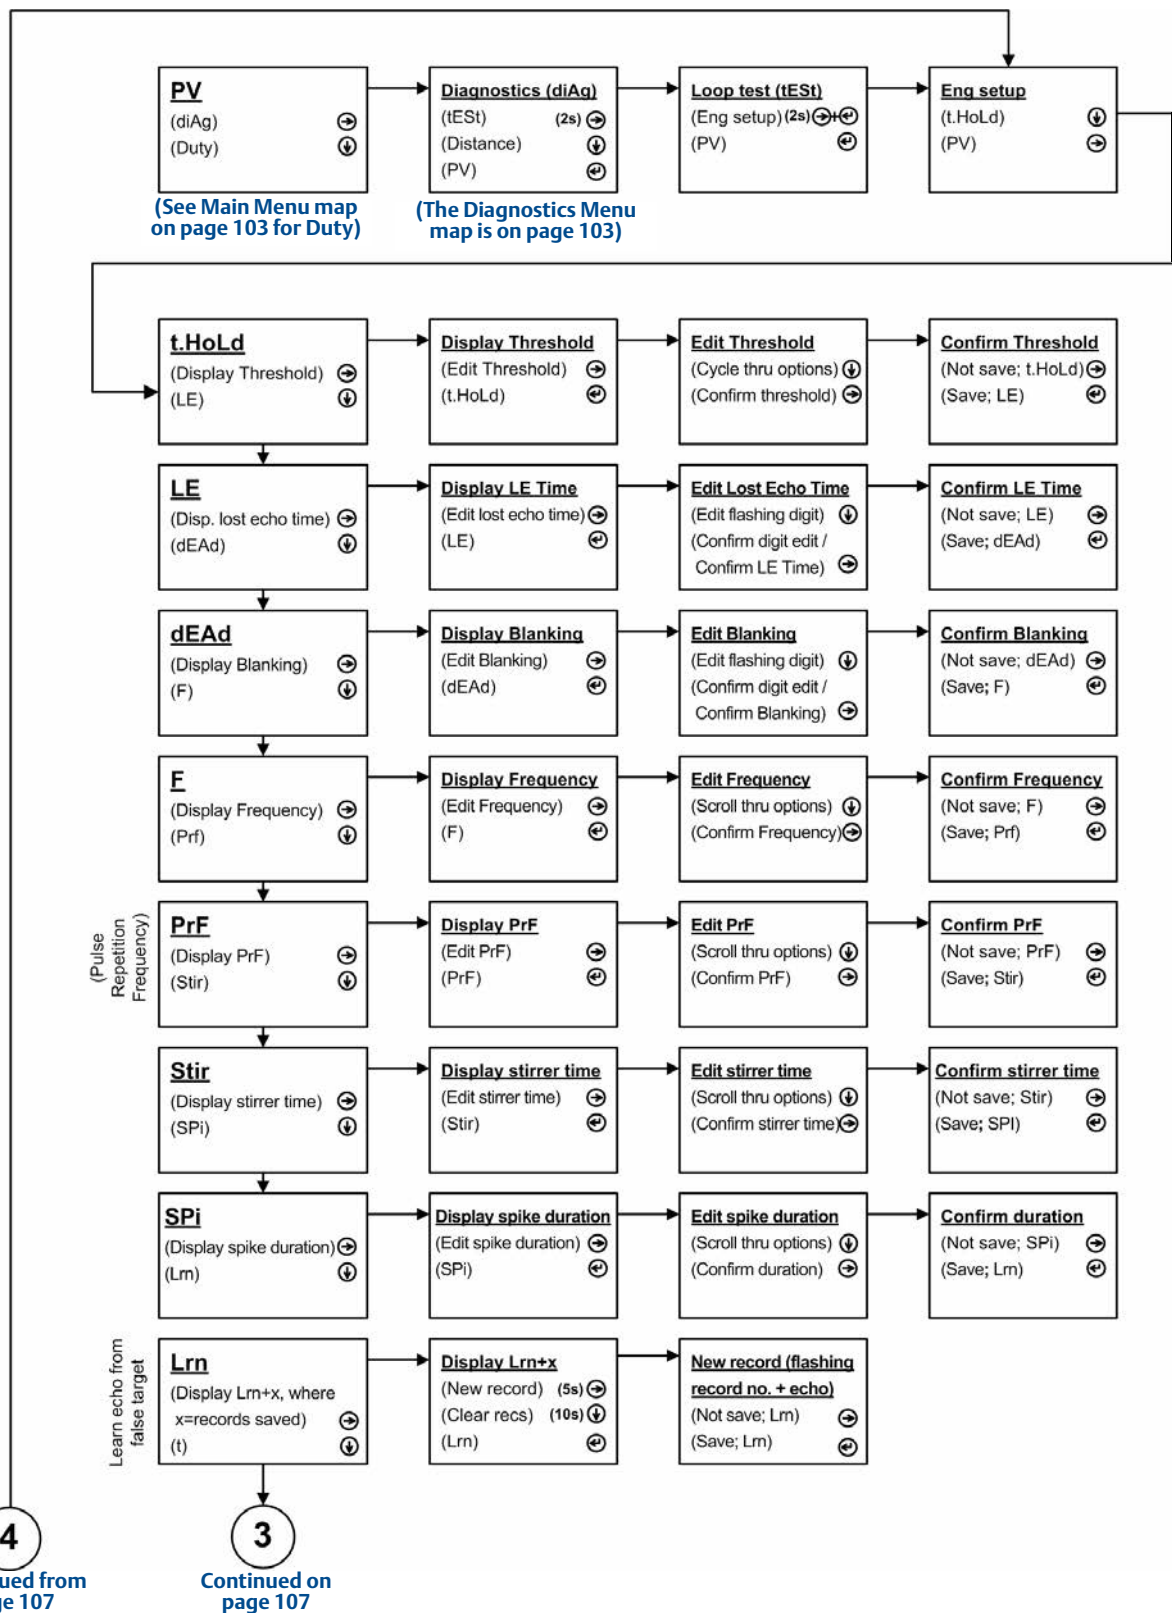 PV
(diAg)
(Duty)
(See Main Menu map
on page 103 for Duty)
Diagnostics (diAg)
(tESt) (2s)
(Distance)
(PV)
(The Diagnostics Menu
map is on page 103)
Loop test (tESt)
(Eng setup) (2s) +
(PV)
Eng setup
(t.HoLd)
(PV)
t.HoLd
(Display Threshold)
(LE)
Display Threshold
(Edit Threshold)
(t.HoLd)
Edit Threshold
(Cycle thru options)
(Confirm threshold)
Confirm Threshold
(Not save; t.HoLd)
(Save; LE)
LE
(Disp. lost echo time)
(dEAd)
Display LE Time
(Edit lost echo time)
(LE)
Edit Lost Echo Time
(Edit flashing digit)
(Confirm digit edit /
Confirm LE Time)
Confirm LE Time
(Not save; LE)
(Save; dEAd)
dEAd
(Display Blanking)
(F)
Display Blanking
(Edit Blanking)
(dEAd)
Edit Blanking
(Edit flashing digit)
(Confirm digit edit /
Confirm Blanking)
Confirm Blanking
(Not save; dEAd)
(Save; F)
F
(Display Frequency)
(Prf)
Display Frequency
(Edit Frequency)
(F)
Edit Frequency
(Scroll thru options)
(Confirm Frequency)
Confirm Frequency
(Not save; F)
(Save; Prf)
(Pulse
Repetition
Frequency)
PrF
(Display PrF)
(Stir)
Display PrF
(Edit PrF)
(PrF)
Edit PrF
(Scroll thru options)
(Confirm PrF)
Confirm PrF
(Not save; PrF)
(Save; Stir)
Stir
(Display stirrer time)
(SPi)
Display stirrer time
(Edit stirrer time)
(Stir)
Edit stirrer time
(Scroll thru options)
(Confirm stirrer time)
Confirm stirrer time
(Not save; Stir)
(Save; SPI)
SPi
(Display spike duration)
(Lrn)
Display spike duration
(Edit spike duration)
(SPi)
Edit spike duration
(Scroll thru options)
(Confirm duration)
Confirm duration
(Not save; SPi)
(Save; Lrn)
Learn echo from
false target
Lrn
(Display Lrn+x, where
x=records saved)
(t)
Display Lrn+x
(New record) (5s)
(Clear recs) (10s)
(Lrn)
New record (flashing
record no. + echo)
(Not save; Lrn)
(Save; Lrn)
4
ued from
ge 107
3
Continued on
page 107